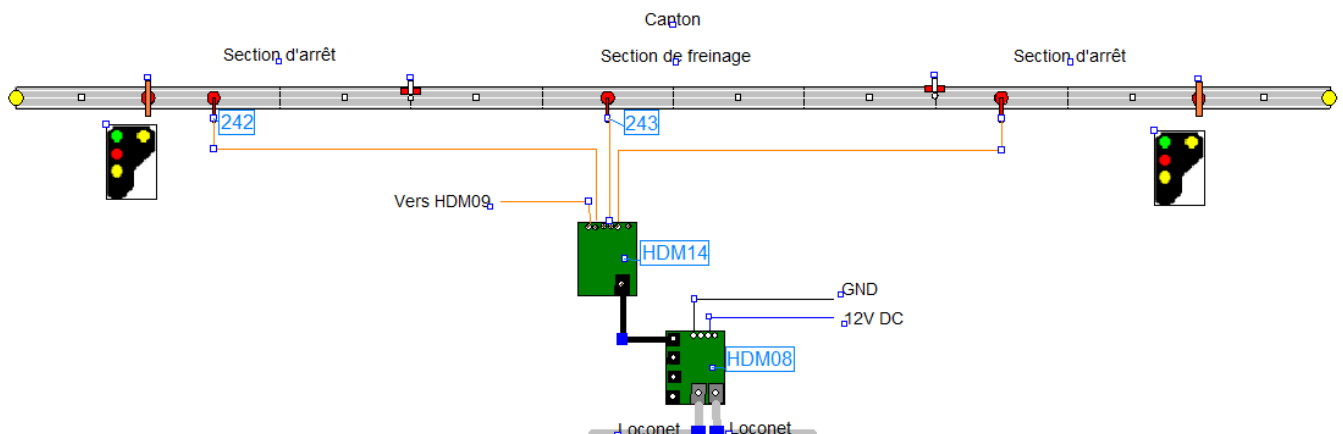 Canton
Section d'arrêt
Section de freinage
Section d'arrêt
242
243
Vers HDM09
HDM14
GND
12V DC
HDM08
Loconet
Loconet